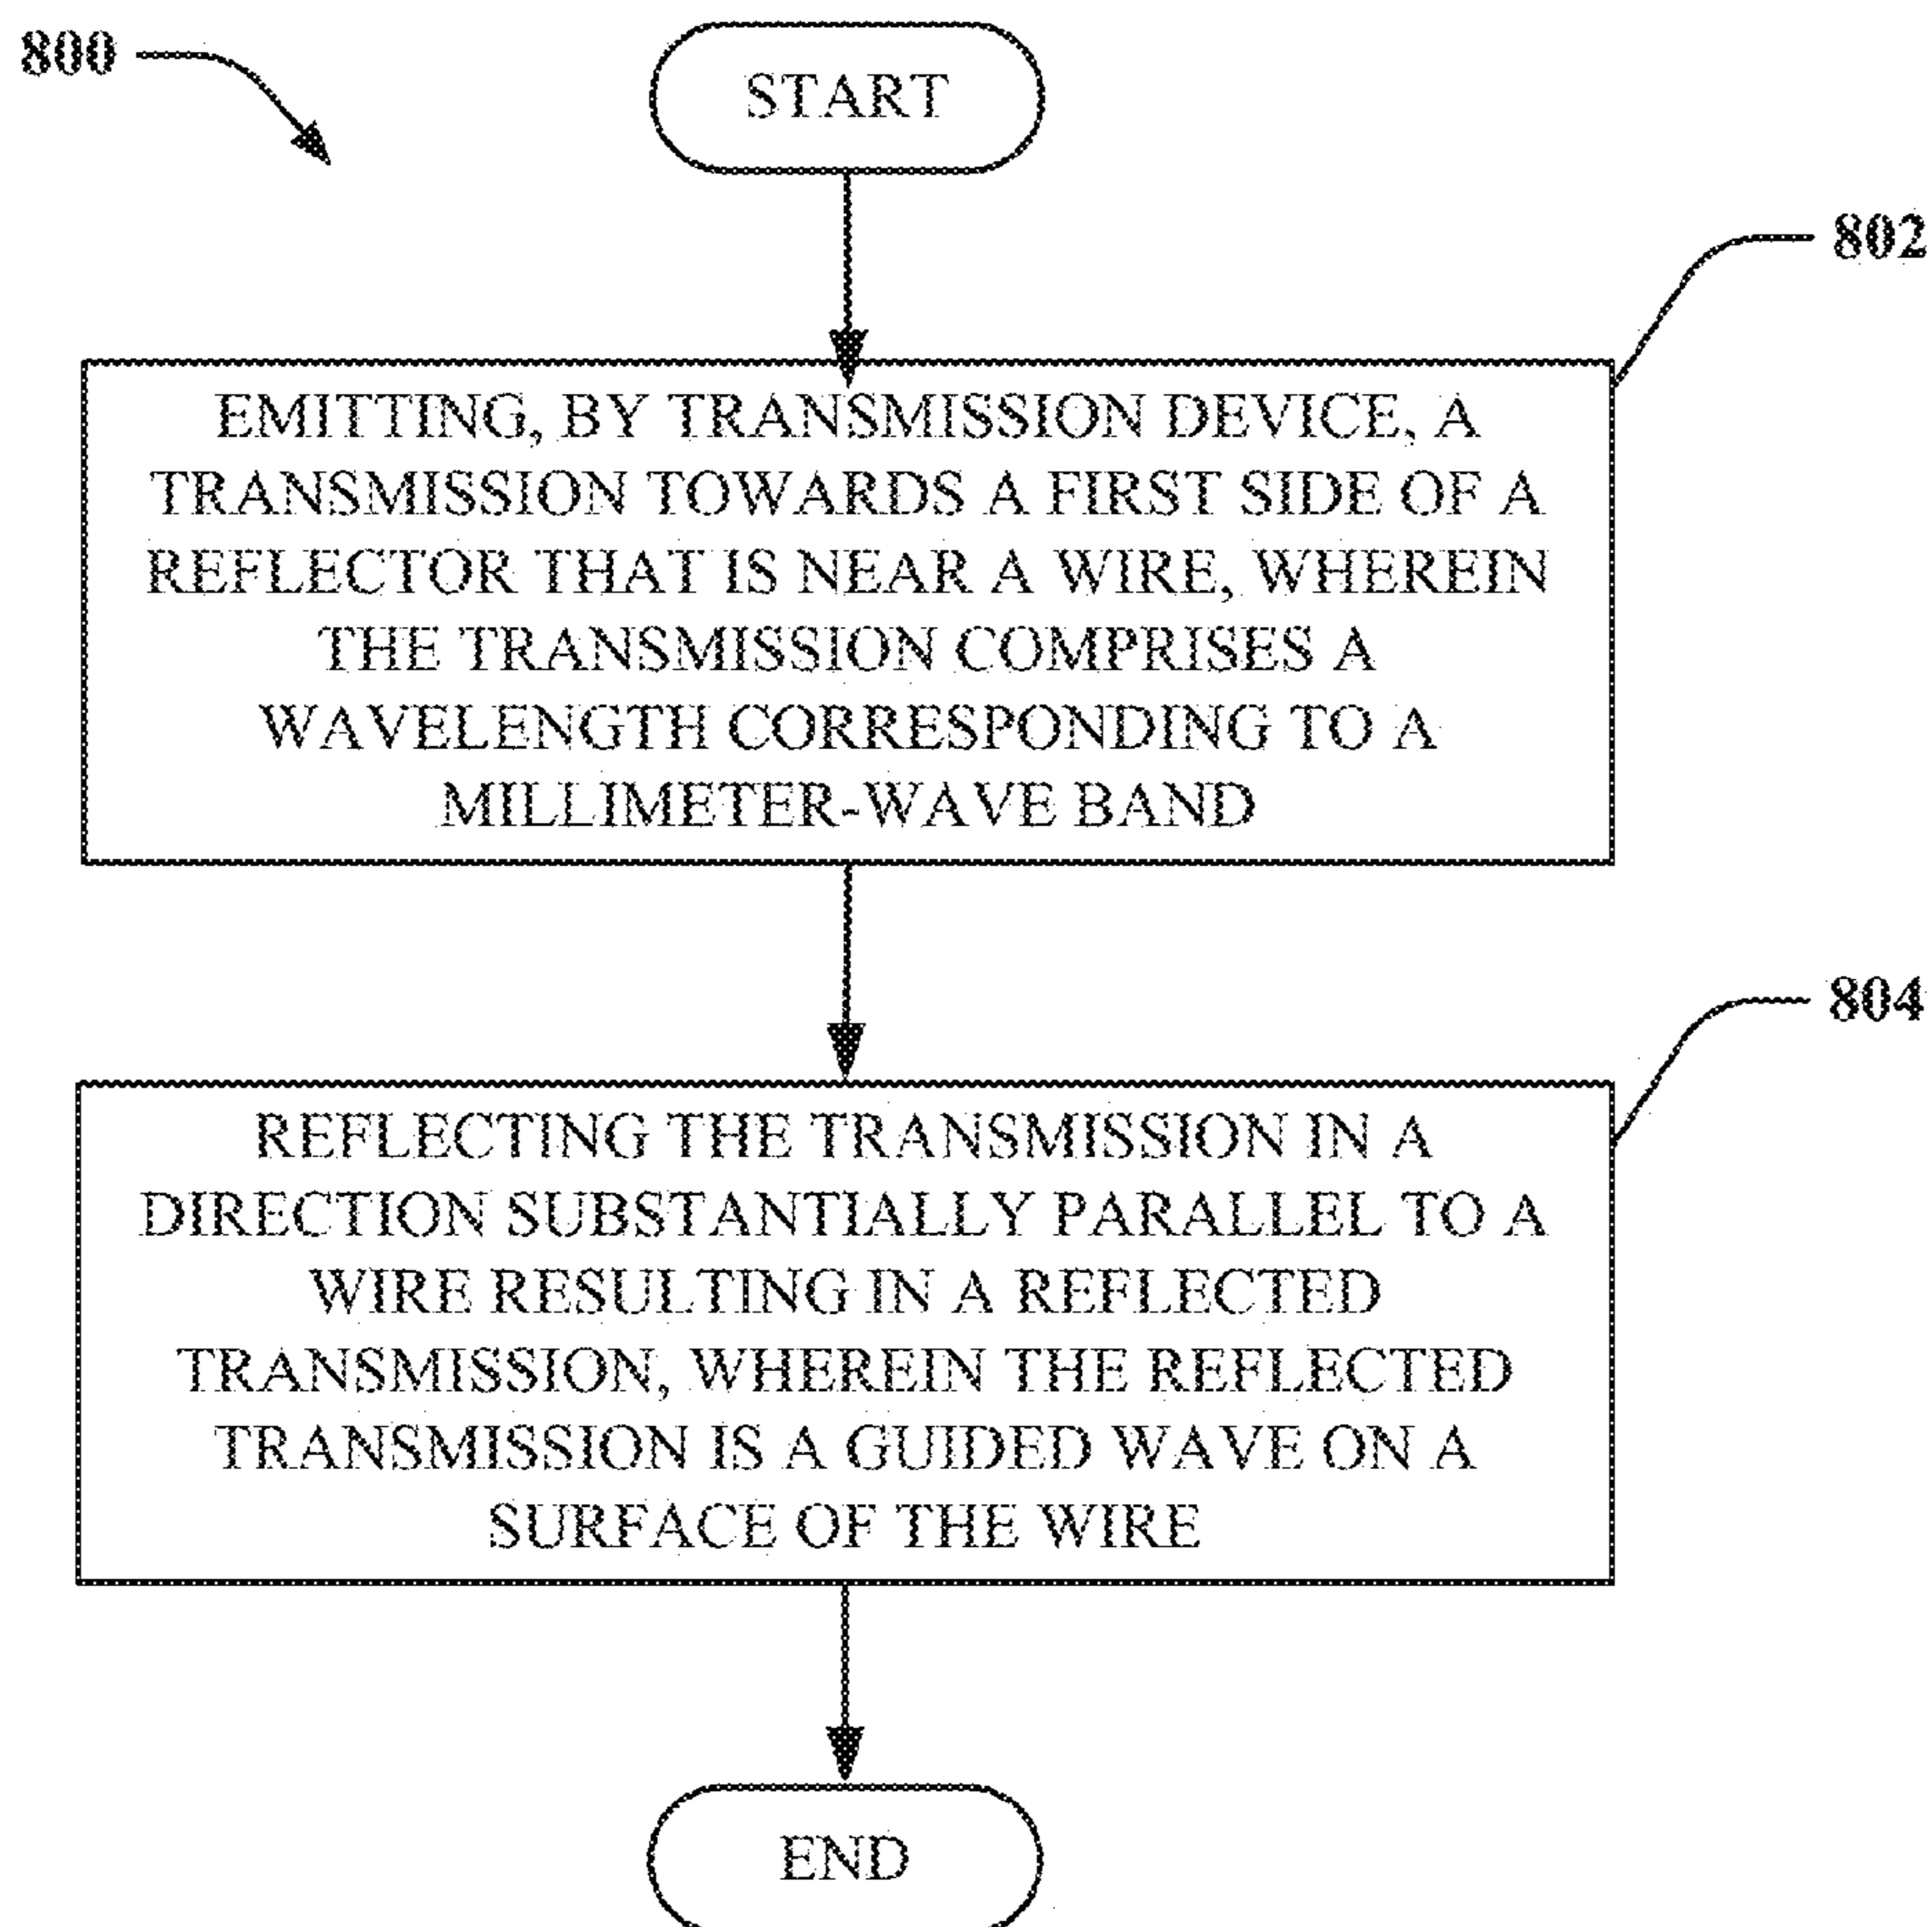 800
START
802
EMITTING, BY TRANSMISSION DEVICE, A
TRANSMISSION TOWARDS A FIRST SIDE OF A
REFLECTOR THAT IS NEAR A WIRE, WHEREIN
THE TRANSMISSION COMPRISES A
WAVELENGTH CORRESPONDING TO A
MILLIMETER-WAVE BAND
804
REFLECTING THE TRANSMISSION IN A
DIRECTION SUBSTANTIALLY PARALLEL TO A
WIRE RESULTING IN A REFLECTED
TRANSMISSION, WHEREIN THE REFLECTED
TRANSMISSION IS A GUIDED WAVE ON A
SURFACE OF THE WIRE
END